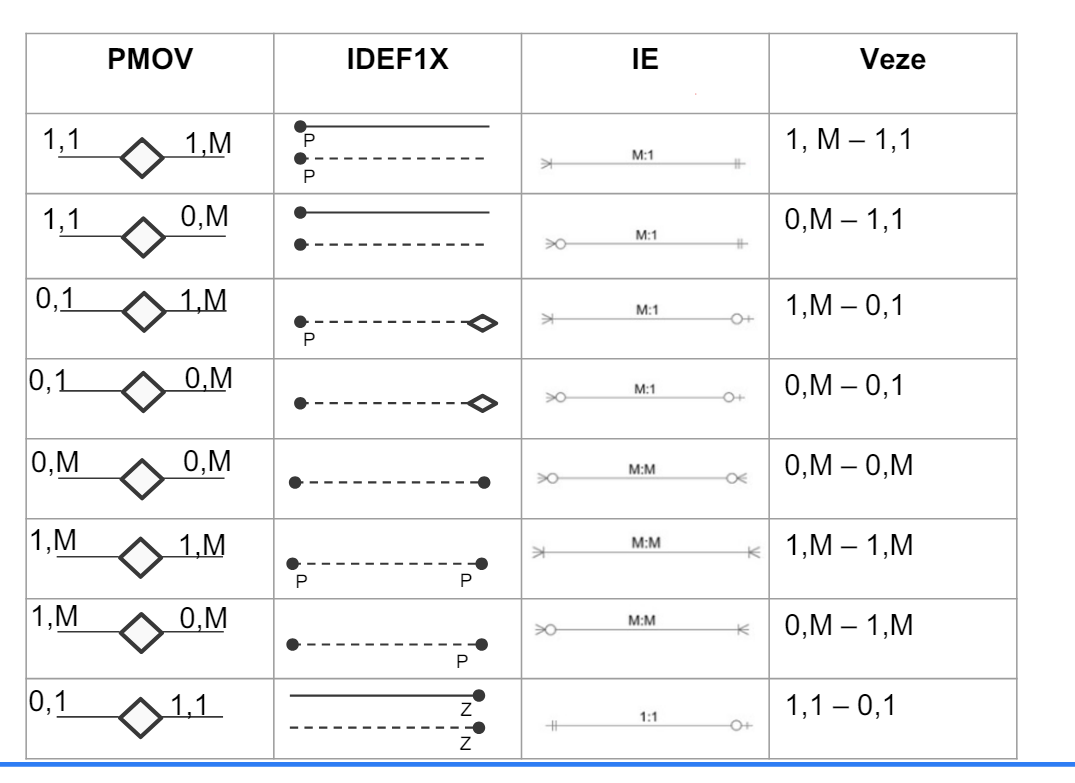 PMOV IDEF1X IE Veze
1,1 1,M P P M:1 1, M – 1,1
1,1 0,M M:1 0,M – 1,1
0,1 1,M P M:1 1,M – 0,1
0,1 0,M M:1 0,M – 0,1
0,M 0,M M:M 0,M – 0,M
1,M 1,M P P M:M 1,M – 1,M
1,M 0,M P M:M 0,M – 1,M
0,1 1,1 Z Z 1:1 1,1 – 0,1